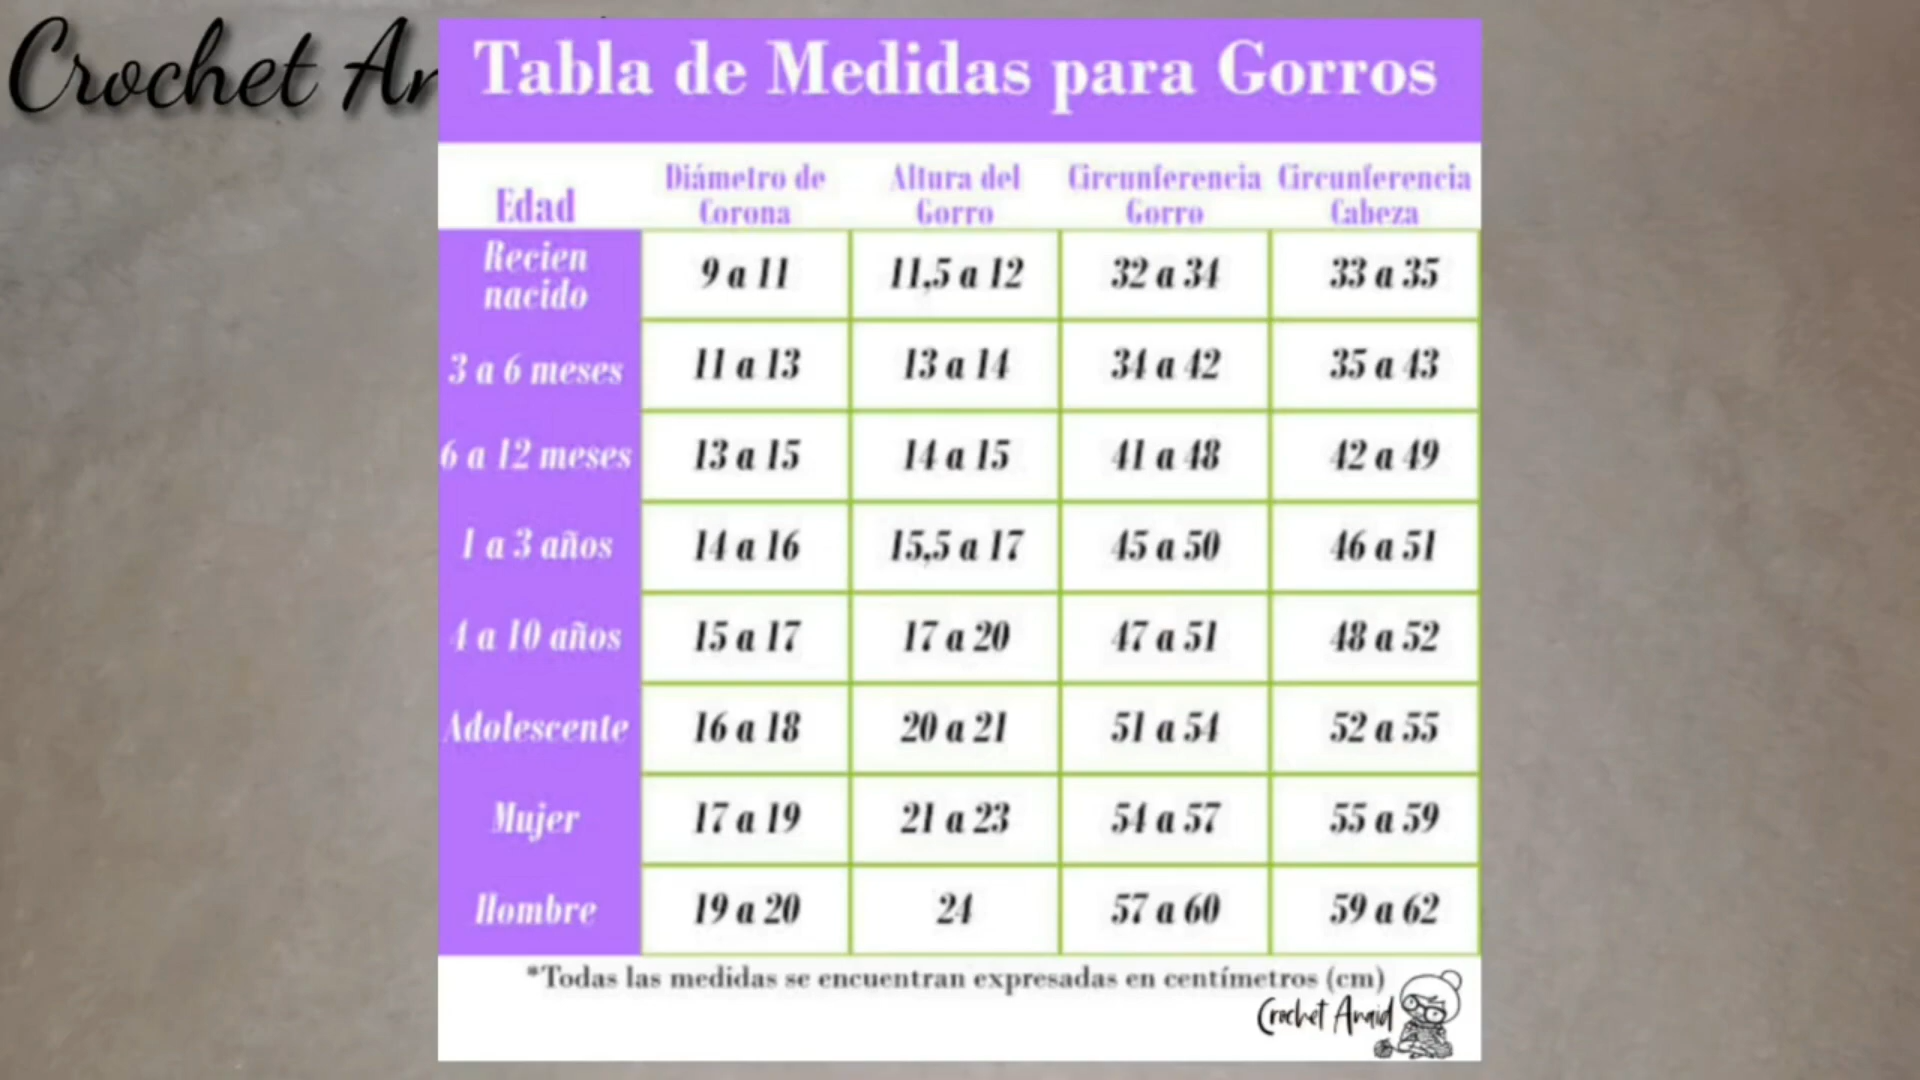 Crochet An
Tabla de Medidas para Gorros
Edad
Diámetro de
Corona
Altura del
Gorro
Circunferencia
Gorro
Circunferencia
Cabeza
Recien
nacido
9 a 11
11,5 a 12
32 a 34
33 a 35
3 a 6 meses
11 a 13
13 a 14
34 a 42
35 a 43
6 a 12 meses
13 a 15
14 a 15
41 a 48
42 a 49
1 a 3 años
14 a 16
15,5 a 17
45 a 50
46 a 51
4 a 10 años
15 a 17
17 a 20
47 a 51
48 a 52
Adolescente
16 a 18
20 a 21
51 a 54
52 a 55
Mujer
17 a 19
21 a 23
54 a 57
55 a 59
Hombre
19 a 20
24
57 a 60
59 a 62
*Todas las medidas se encuentran expresadas en centímetros (cm)
Crochet Anaid